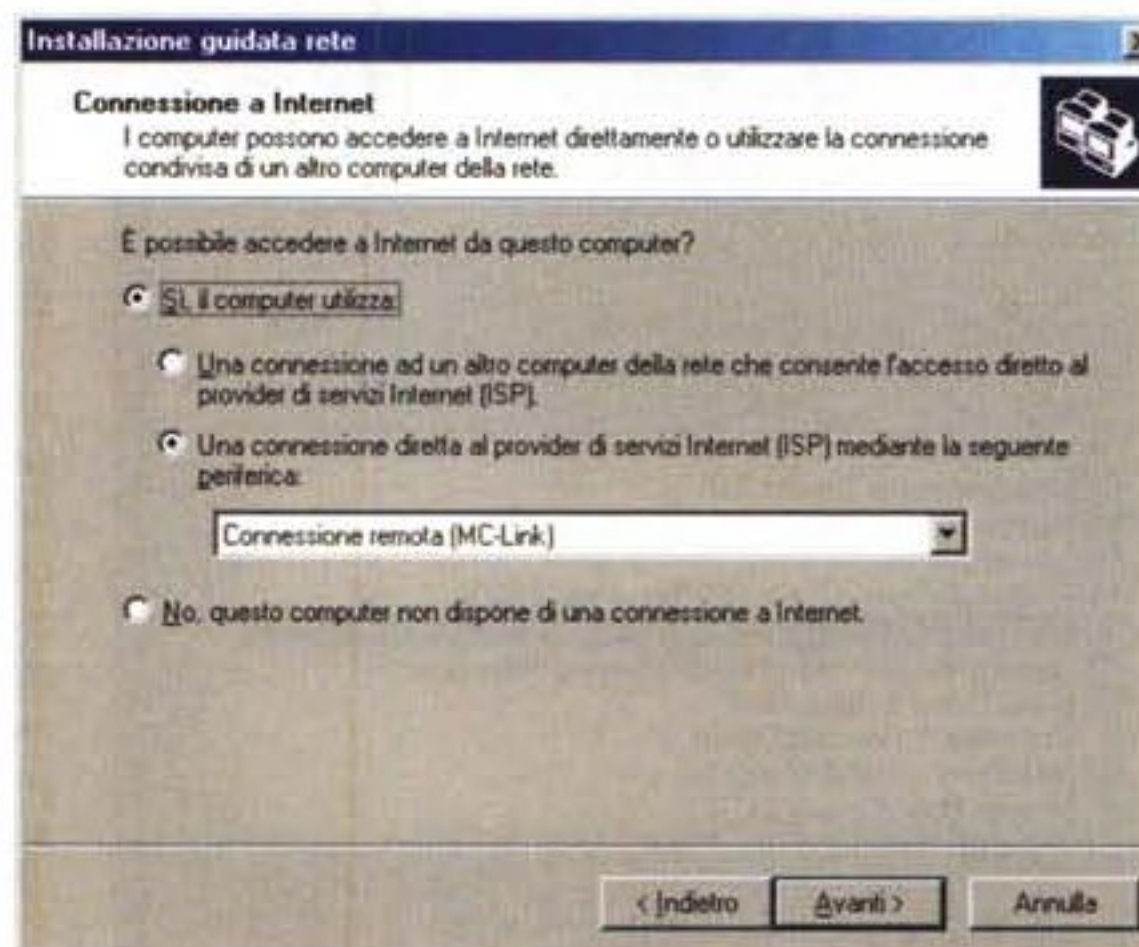 Installazione guidata rete
Connessione a Internet
I computer possono accedere a Internet direttamente o utilizzare la connessione
condivisa di un altro computer della rete.
È possibile accedere a Internet da questo computer?
Sì, il computer utilizza:
Una connessione ad un altro computer della rete che consente l'accesso diretto al
provider di servizi Internet (ISP).
Una connessione diretta al provider di servizi Internet (ISP) mediante la seguente
periferica:
Connessione remota (MC-Link)
No, questo computer non dispone di una connessione a Internet.
< Indietro
Avanti >
Annulla